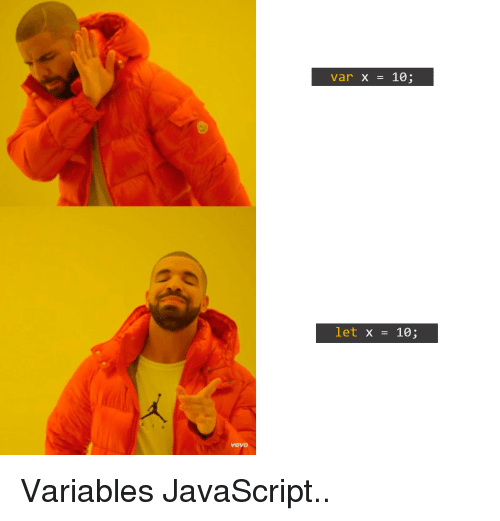 var x = 10;
let x = 10;
vevo
Variables JavaScript..